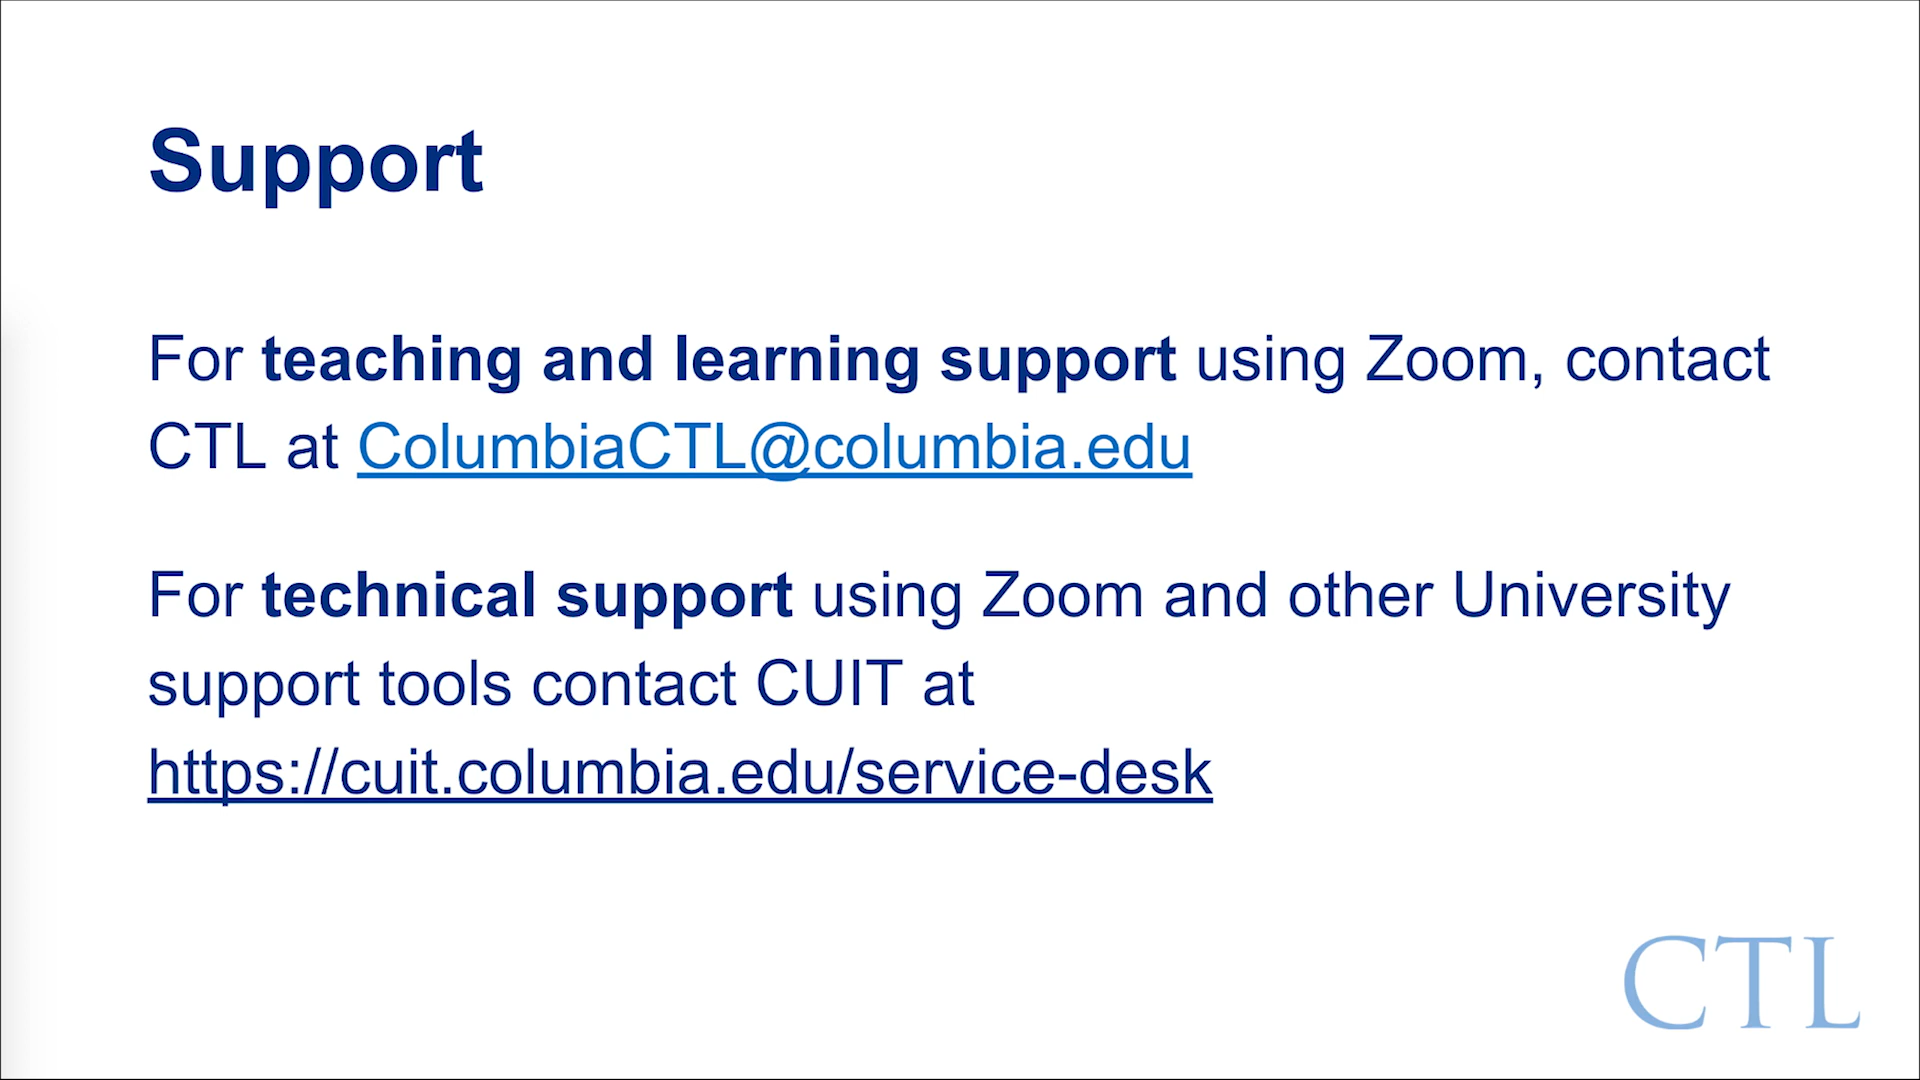 Support
For teaching and learning support using Zoom, contact
CTL at ColumbiaCTL@columbia.edu
For technical support using Zoom and other University
support tools contact CUIT at
https://cuit.columbia.edu/service-desk
CTL